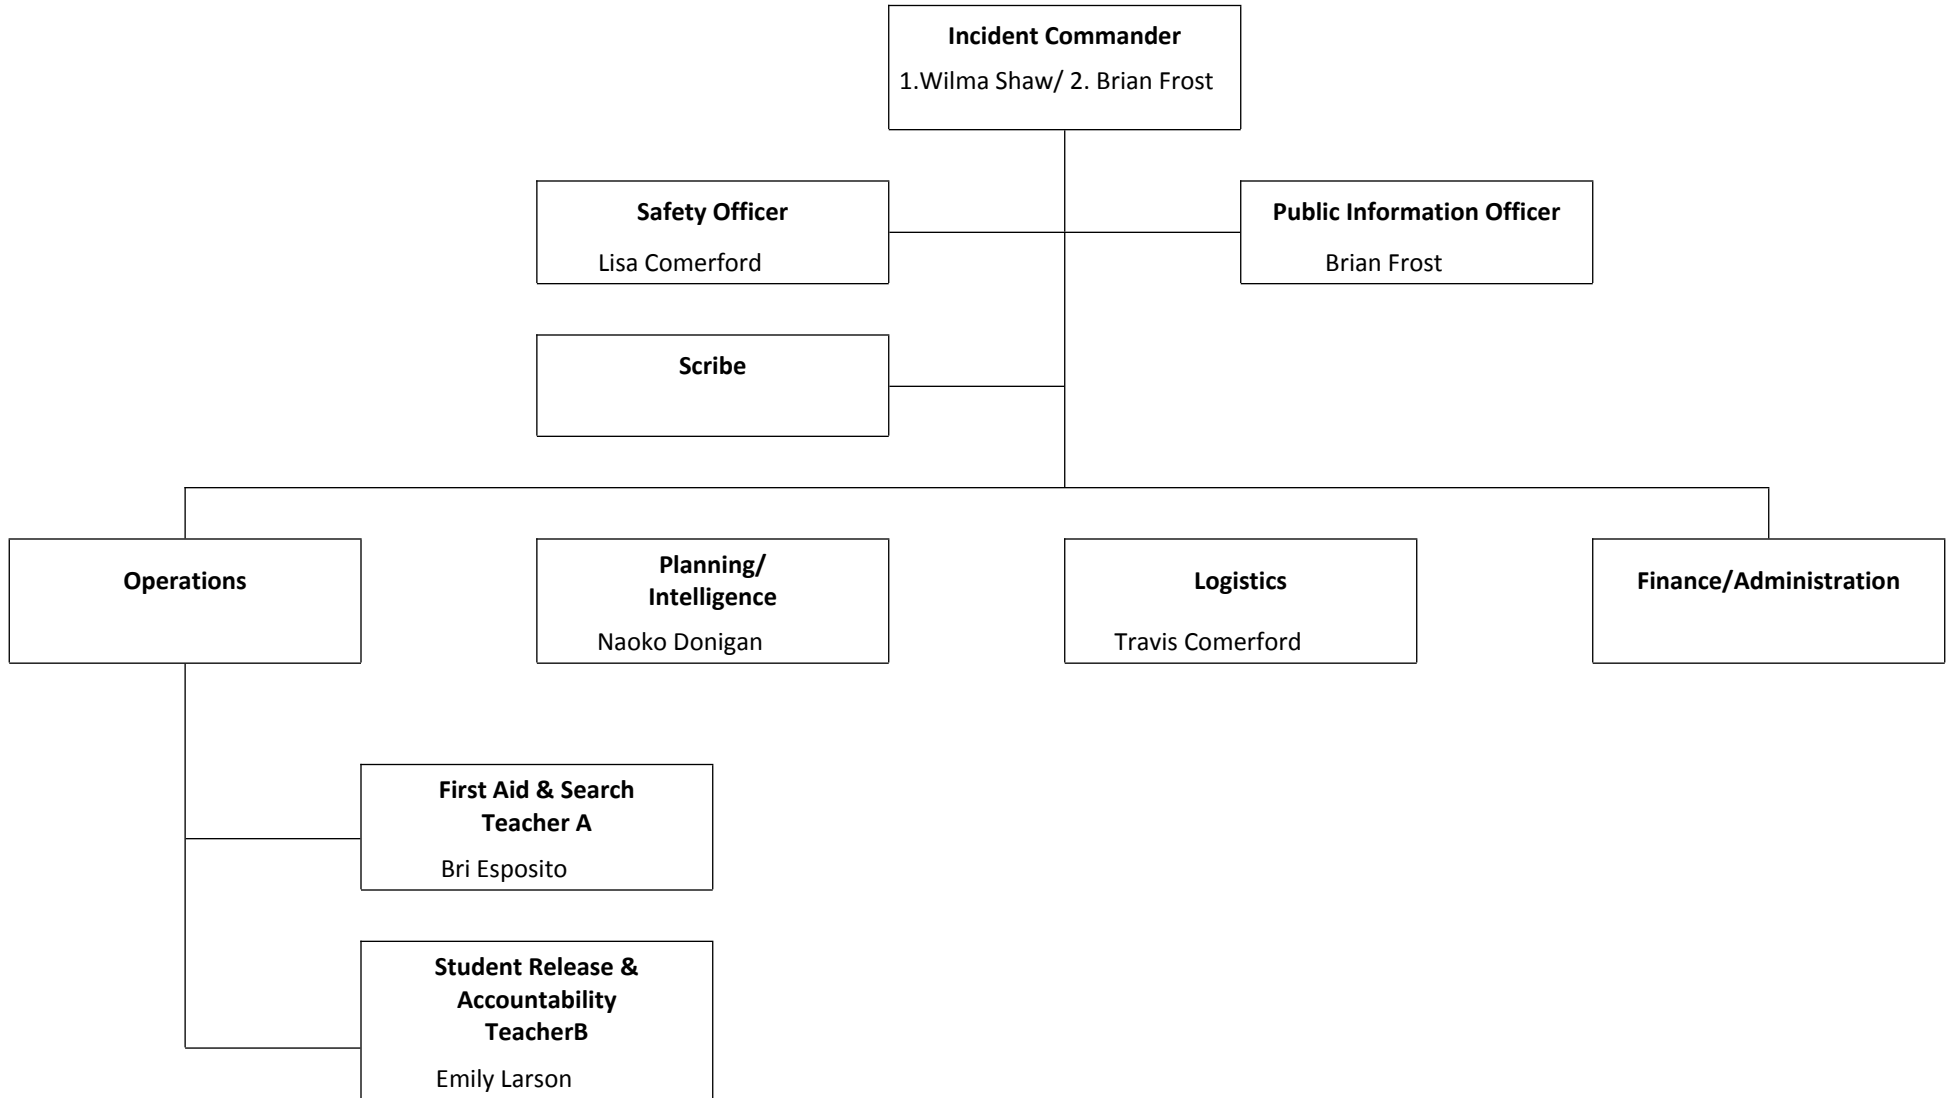 Incident Commander
1.Wilma Shaw/ 2. Brian Frost
Safety Officer
Lisa Comerford
Public Information Officer
Brian Frost
Scribe
Operations
Planning/
Intelligence
Naoko Donigan
Logistics
Travis Comerford
Finance/Administration
First Aid & Search
Teacher A
Bri Esposito
Student Release &
Accountability
TeacherB
Emily Larson